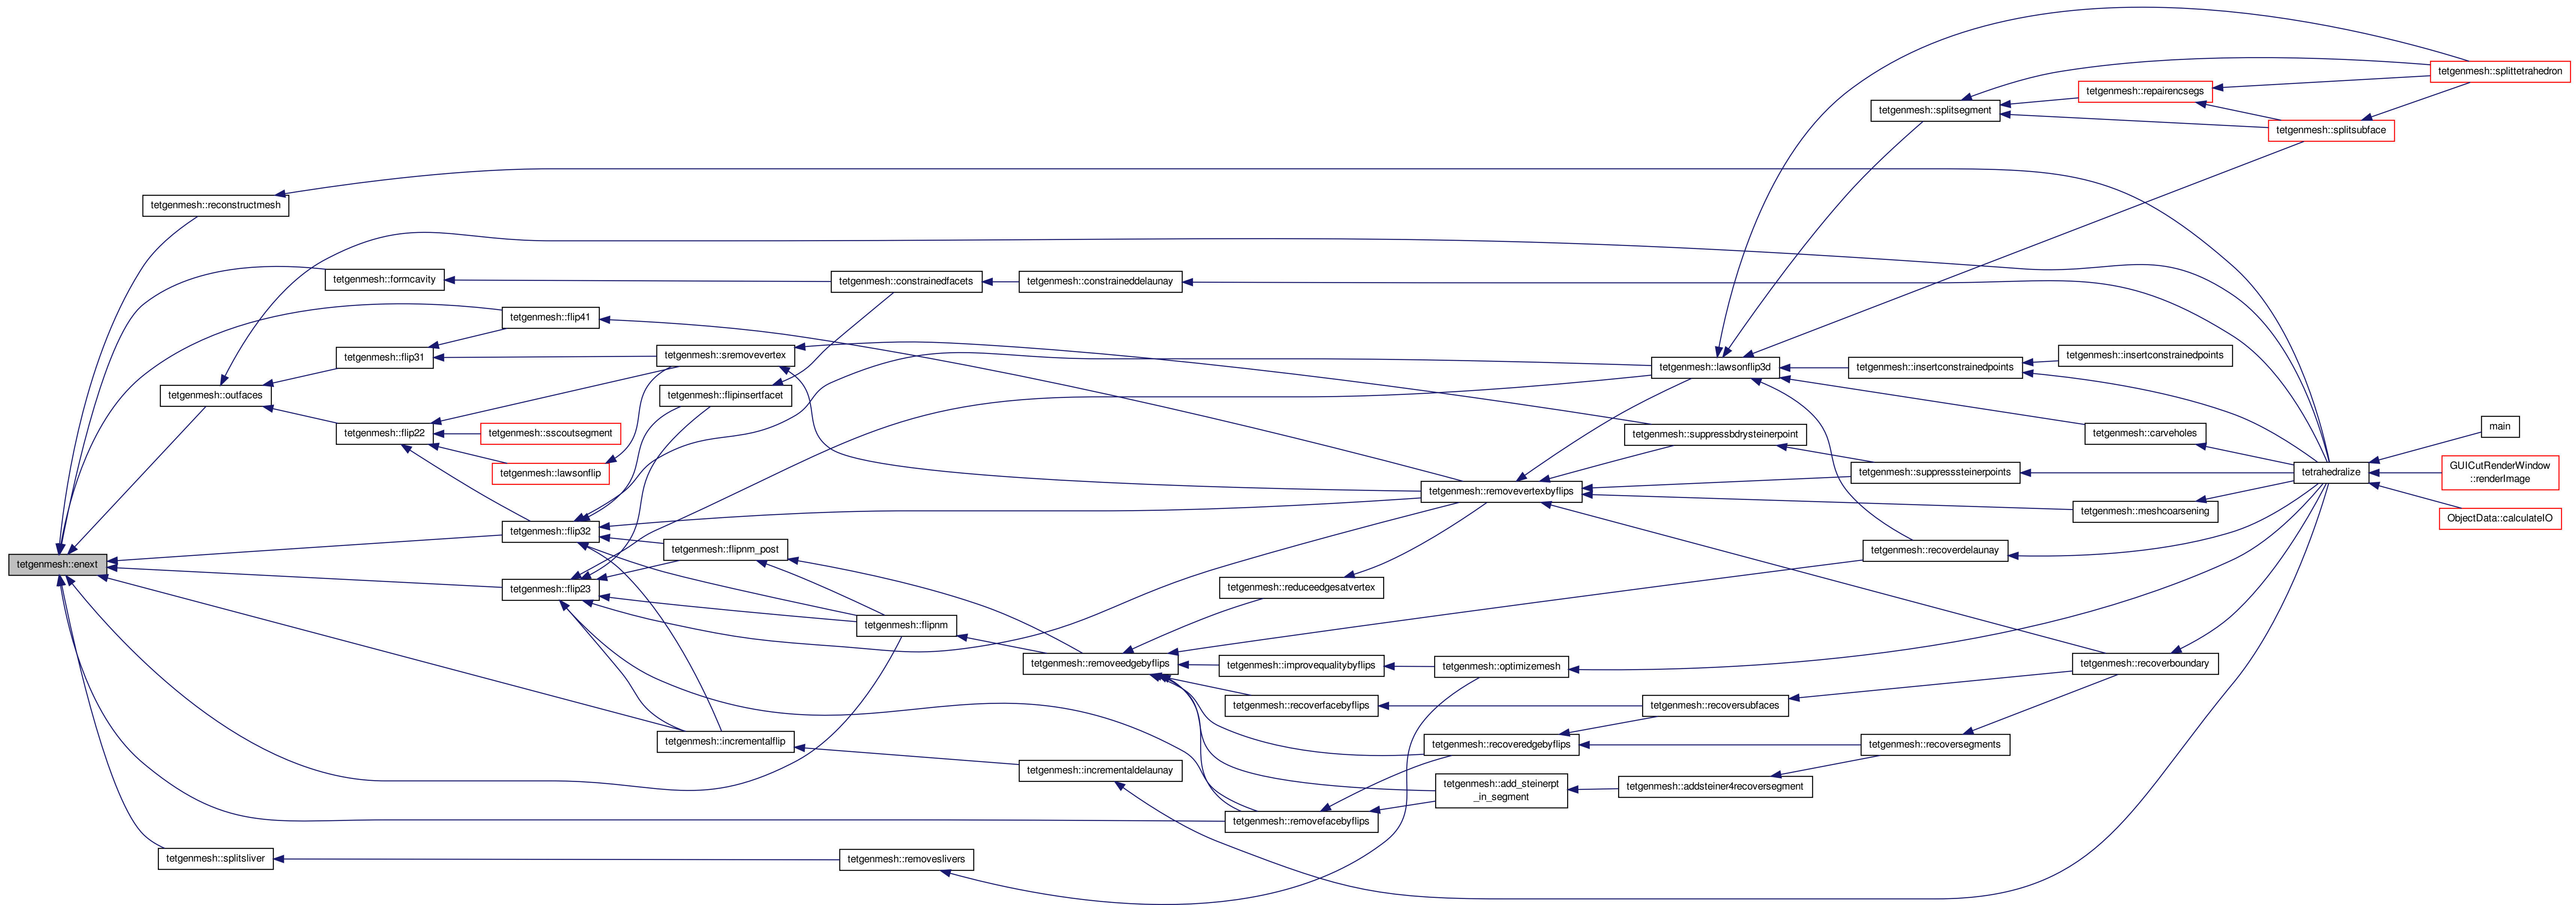 tetgenmesh::splittetrahedron
tetgenmesh::repairencsegs
tetgenmesh::splitsegment
tetgenmesh::splitsubface
tetgenmesh::reconstructmesh
tetgenmesh::formcavity
tetgenmesh::constrainedfacets
tetgenmesh::constraineddelaunay
tetgenmesh::flip41
tetgenmesh::flip31
tetgenmesh::sremovevertex
tetgenmesh::insertconstrainedpoints
tetgenmesh::lawsonflip3d
tetgenmesh::insertconstrainedpoints
tetgenmesh::outfaces
tetgenmesh::flipinsertfacet
tetgenmesh::flip22
tetgenmesh::sscoutsegment
tetgenmesh::suppressbdrysteinerpoint
tetgenmesh::carveholes
main
tetgenmesh::lawsonflip
tetgenmesh::suppresssteinerpoints
tetrahedralize
GUICutRenderWindow
::renderImage
tetgenmesh::removevertexbyflips
tetgenmesh::meshcoarsening
ObjectData::calculateIO
tetgenmesh::flip32
tetgenmesh::flipnm_post
tetgenmesh::recoverdelaunay
tetgenmesh::enext
tetgenmesh::flip23
tetgenmesh::reduceedgesatvertex
tetgenmesh::flipnm
tetgenmesh::removeedgebyflips
tetgenmesh::improvequalitybyflips
tetgenmesh::optimizemesh
tetgenmesh::recoverboundary
tetgenmesh::recoverfacebyflips
tetgenmesh::recoversubfaces
tetgenmesh::incrementalflip
tetgenmesh::recoveredgebyflips
tetgenmesh::recoversegments
tetgenmesh::incrementaldelaunay
tetgenmesh::add_steinerpt
_in_segment
tetgenmesh::addsteiner4recoversegment
tetgenmesh::removefacebyflips
tetgenmesh::splitsliver
tetgenmesh::removeslivers